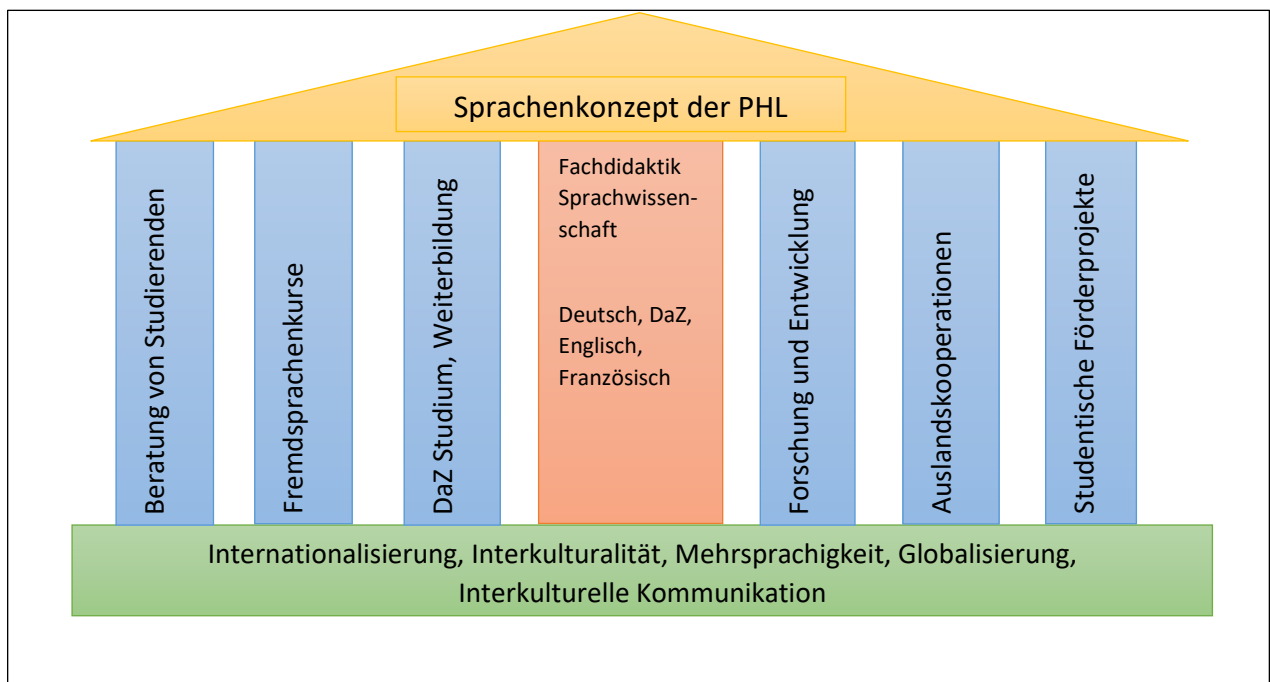 Sprachenkonzept der PHL
Beratung von Studierenden
Fremdsprachenkurse
DaZ Studium, Weiterbildung
Fachdidaktik
Sprachwissen-
schaft
Deutsch, DaZ,
Englisch,
Französisch
Forschung und Entwicklung
Auslandskooperationen
Studentische Förderprojekte
Internationalisierung, Interkulturalität, Mehrsprachigkeit, Globalisierung,
Interkulturelle Kommunikation